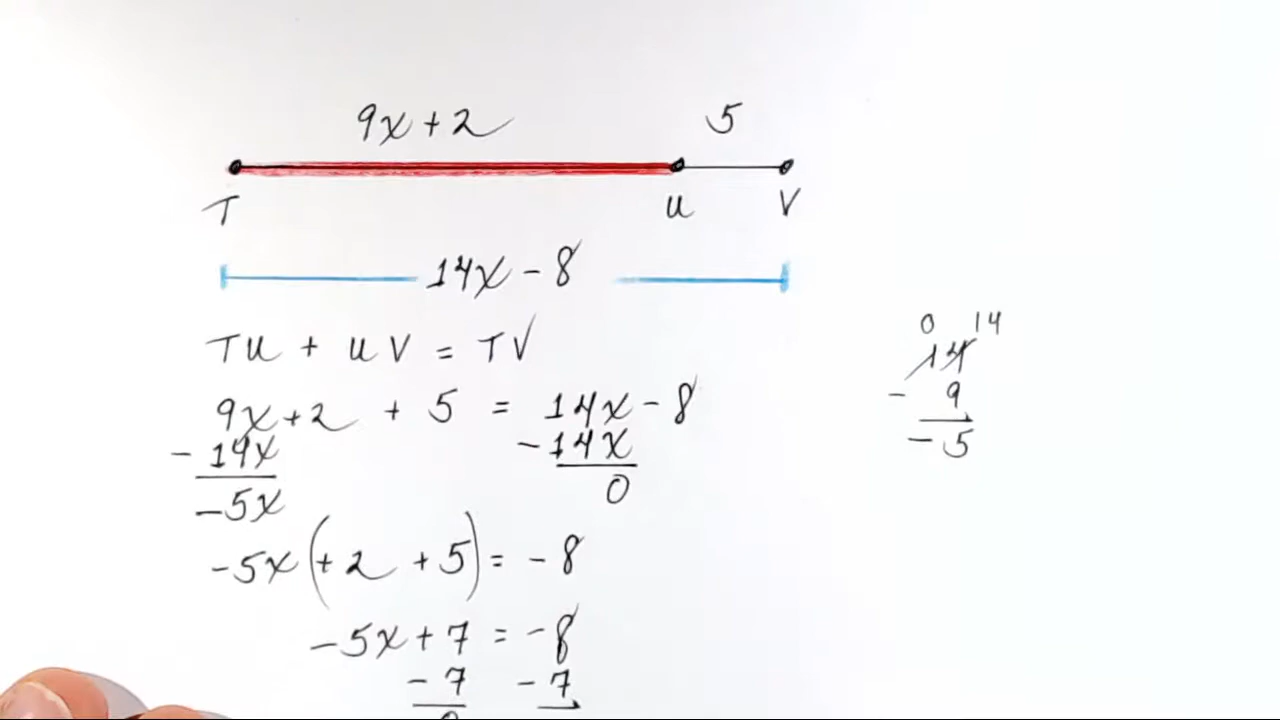 9x + 2 5
T U V
14x - 8
TU + UV = TV
0 14
14
- 9
- 5
9x + 2 + 5 = 14x - 8
- 14x - 14x
-5x 0
-5x (+ 2 + 5) = - 8
-5x + 7 = -8
- 7 - 7
0